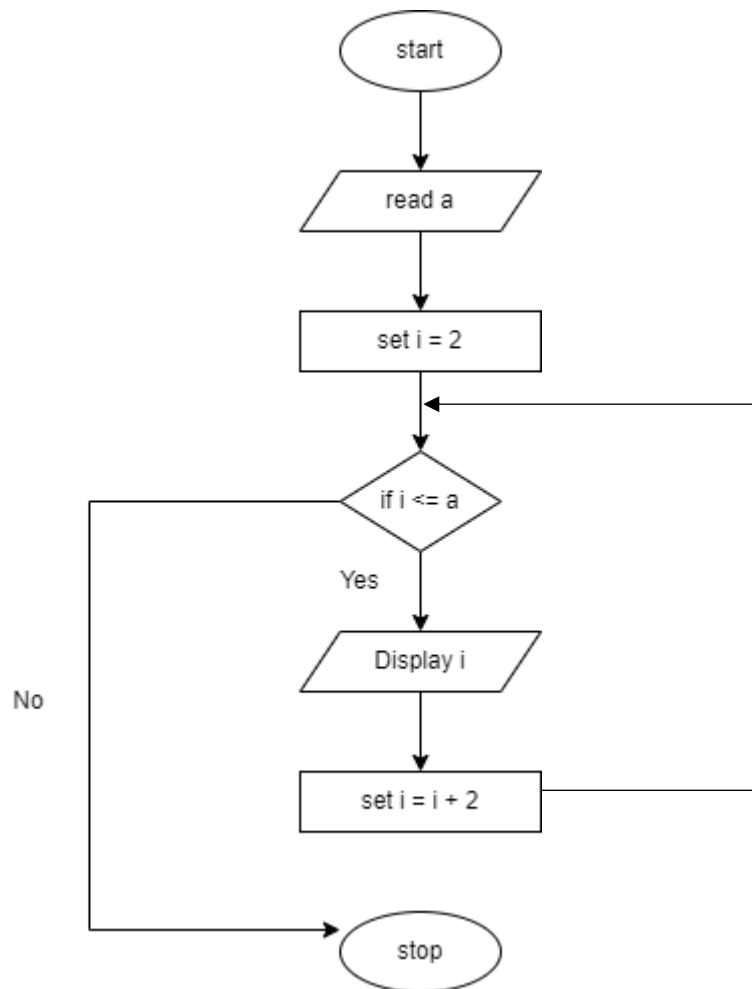 start
read a
set i = 2
if i <= a
Yes
Display i
No
set i = i + 2
stop